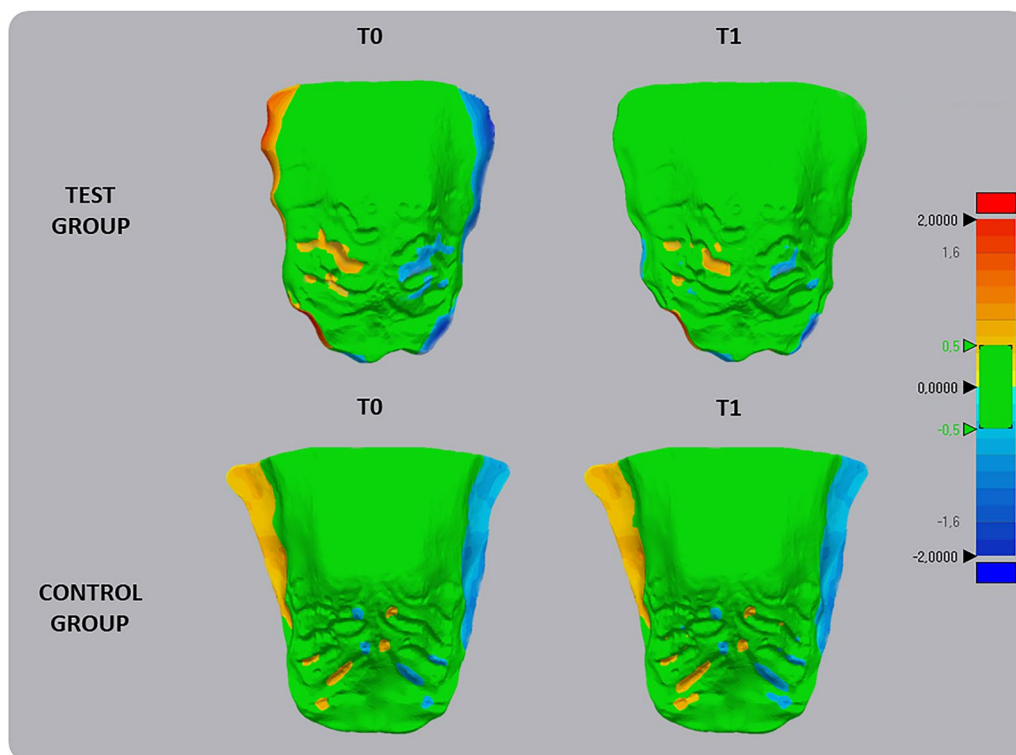 T0
T1
TEST
GROUP
2,0000
1,6
0,5
0,0000
-0,5
-1,6
-2,0000
T0
T1
CONTROL
GROUP